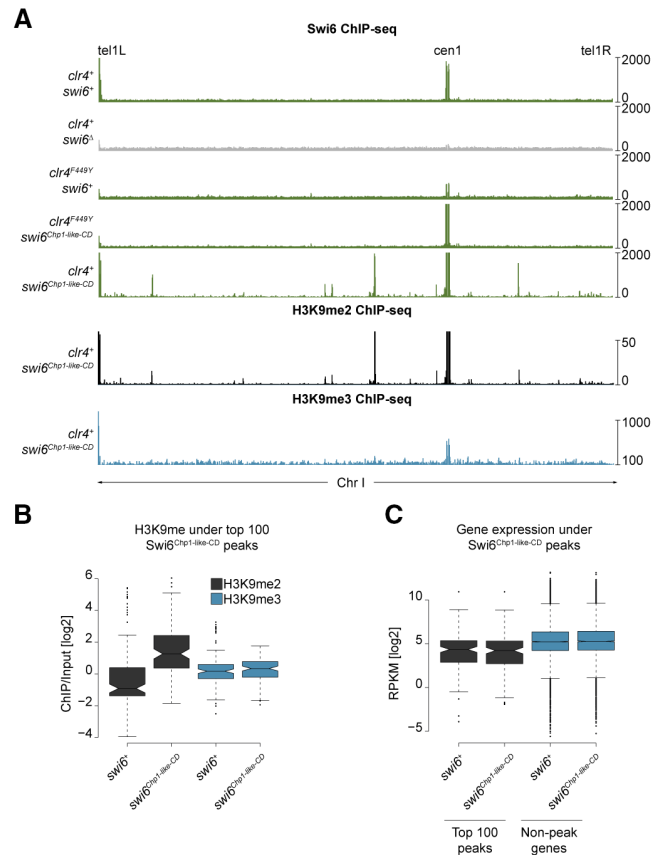 A
Swi6 ChIP-seq
tel1L cen1 tel1R
clr4+
swi6+
2000
0
clr4+
swi6Δ
2000
0
clr4F449Y
swi6+
2000
0
clr4F449Y
swi6Chp1-like-CD
2000
0
clr4+
swi6Chp1-like-CD
2000
0
H3K9me2 ChIP-seq
clr4+
swi6Chp1-like-CD
50
0
H3K9me3 ChIP-seq
clr4+
swi6Chp1-like-CD
1000
100
Chr I
B
H3K9me under top 100
Swi6Chp1-like-CD peaks
H3K9me2
H3K9me3
ChIP/Input [log2]
6
4
2
0
−2
−4
swi6+
swi6Chp1-like-CD
swi6+
swi6Chp1-like-CD
C
Gene expression under
Swi6Chp1-like-CD peaks
RPKM [log2]
10
5
0
−5
swi6+
swi6Chp1-like-CD
swi6+
swi6Chp1-like-CD
Top 100
peaks
Non-peak
genes